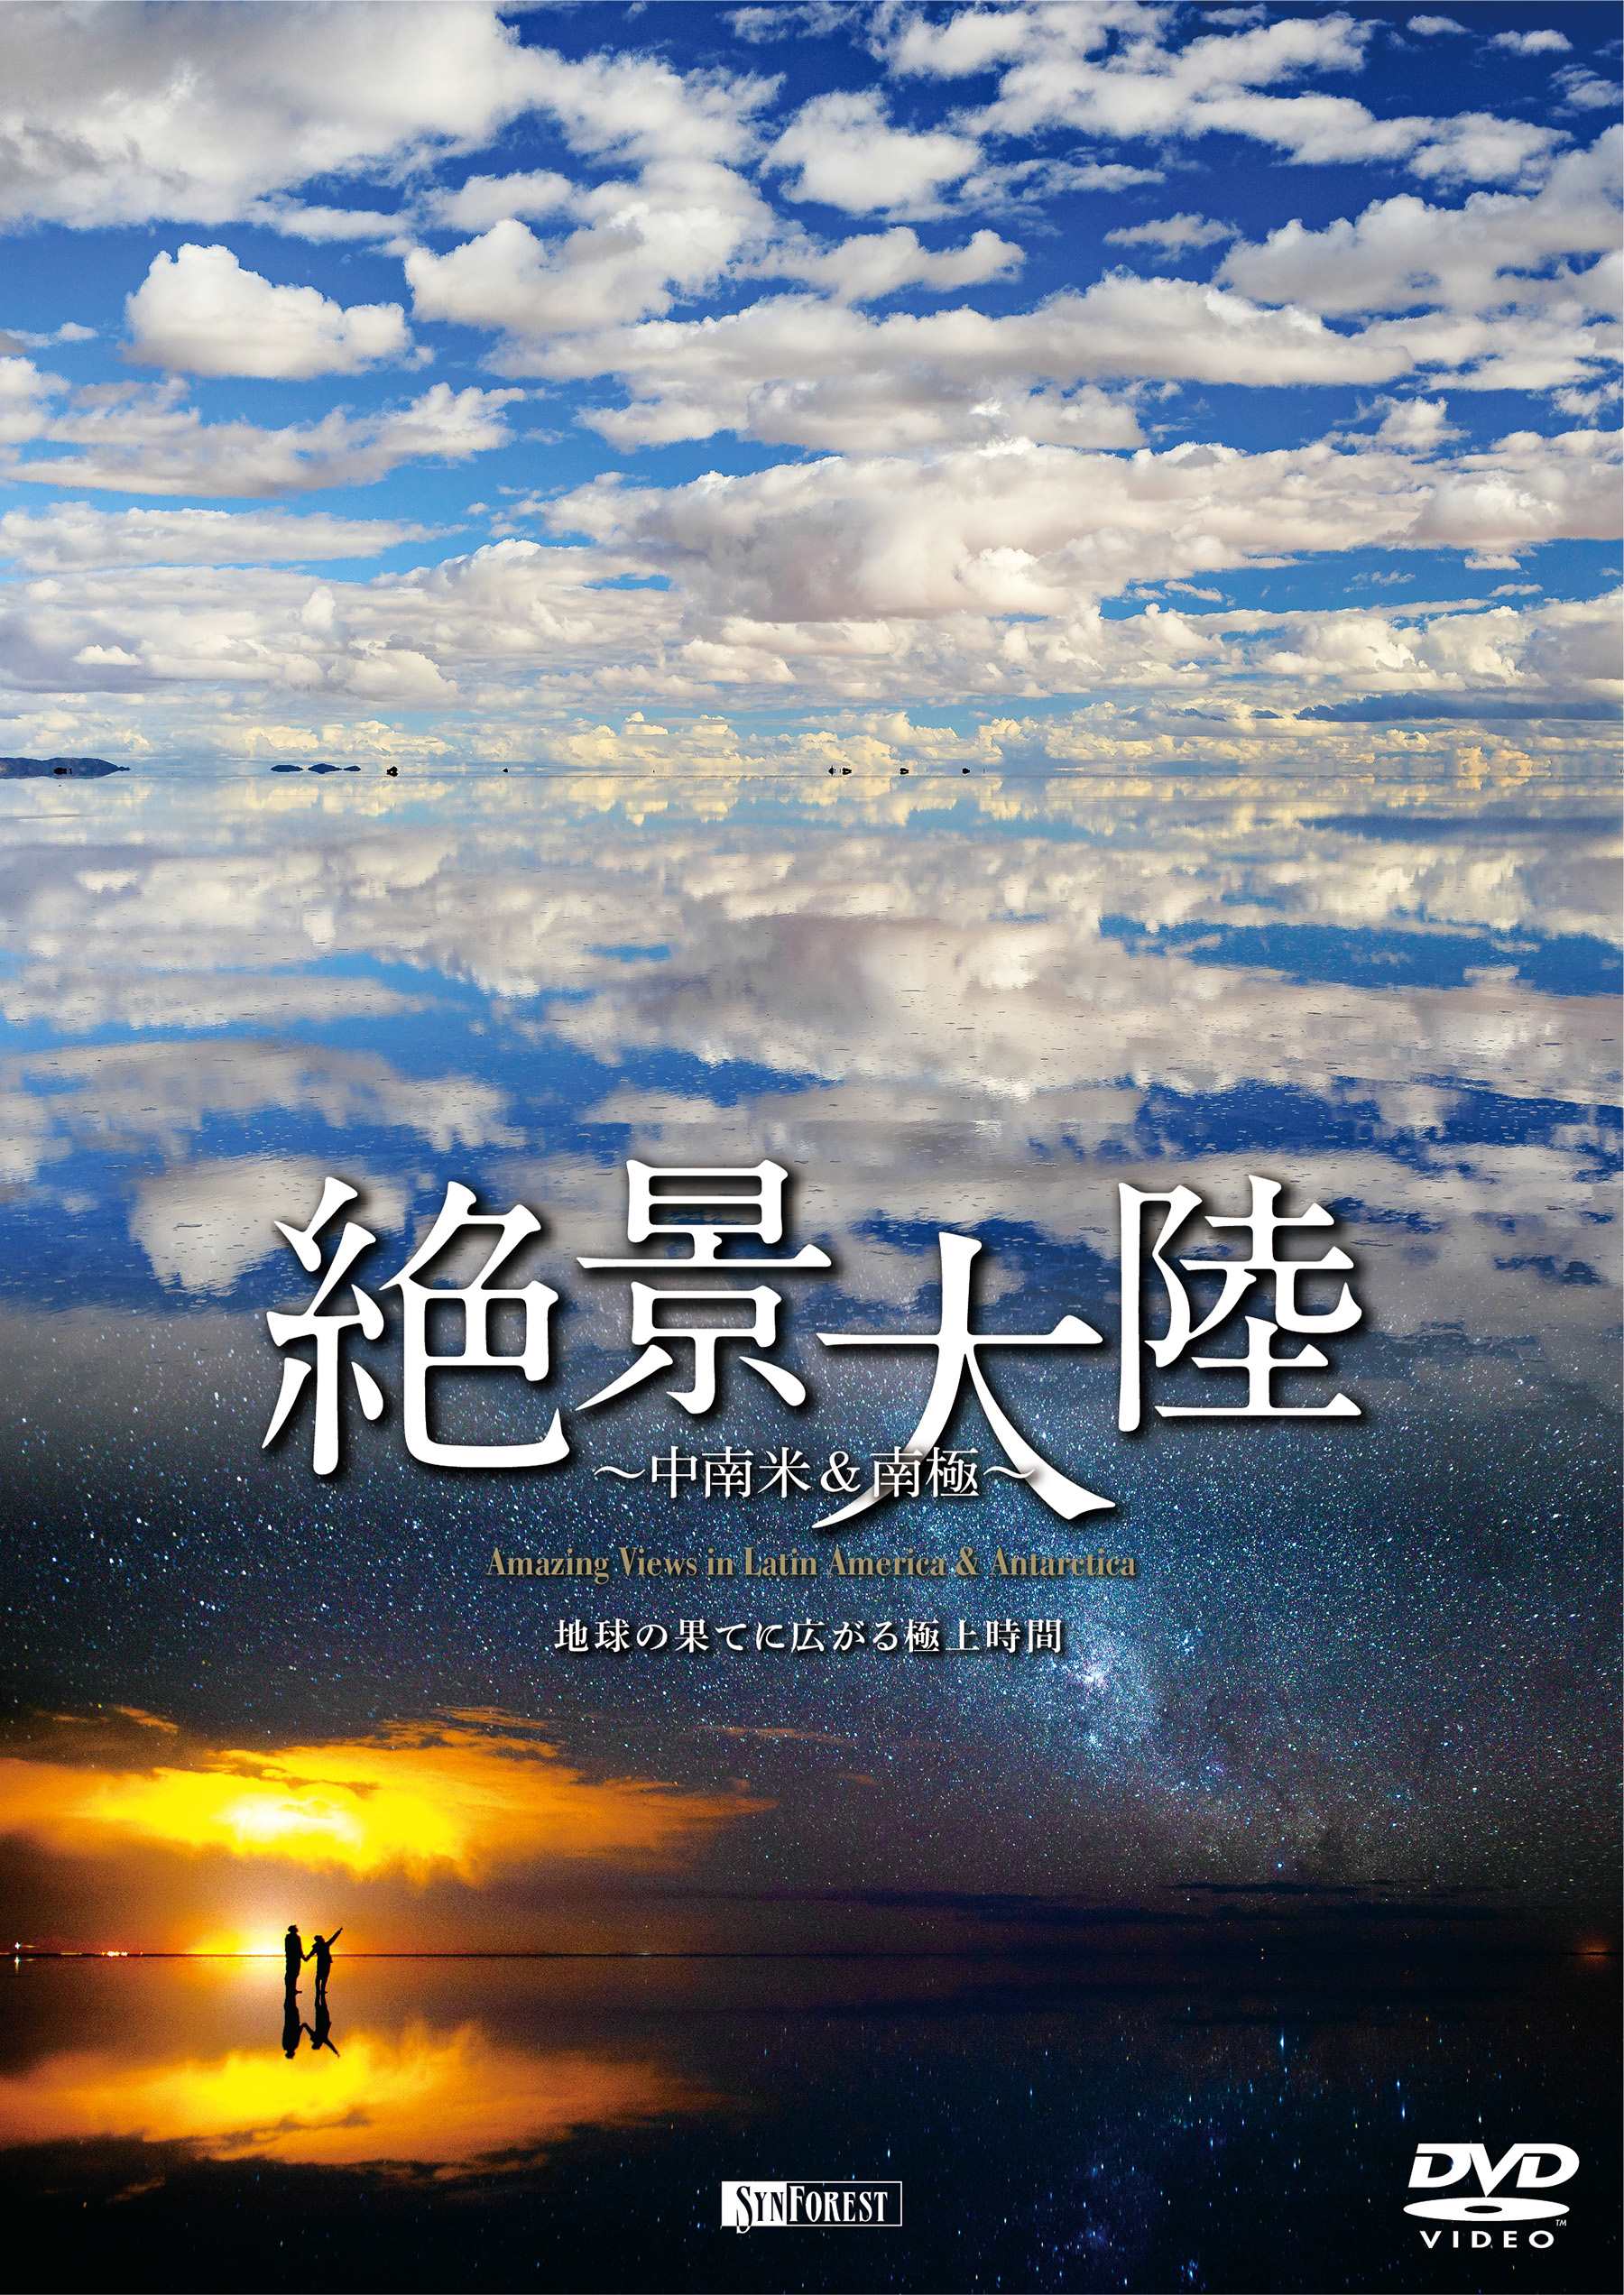 絶景大陸
～中南米＆南極～
Amazing Views in Latin America & Antarctica
地球の果てに広がる極上時間
SYNFOREST
DVD
VIDEO
TM